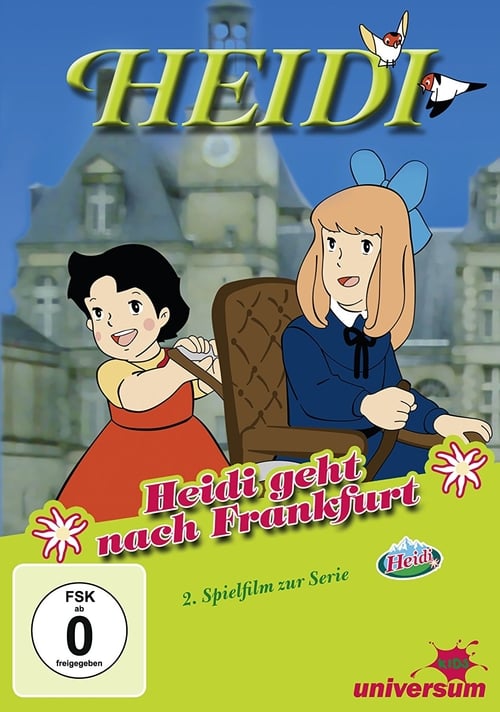 HEIDI
Heidi geht
nach Frankfurt
2. Spielfilm zur Serie
Heidi
FSK
ab
0
freigegeben
KIDS
universum